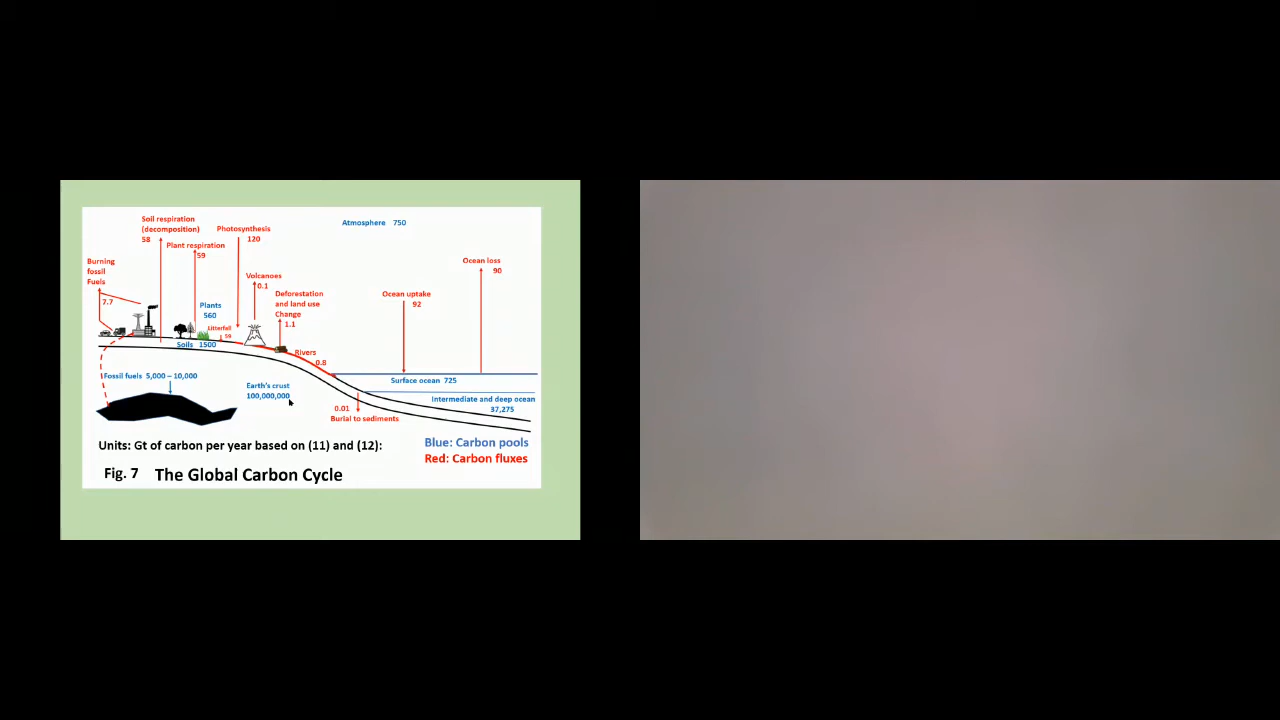 Soil respiration
(decomposition)
58
Photosynthesis
120
Atmosphere 750
Plant respiration
59
Burning
fossil
Fuels
7.7
Volcanoes
0.1
Ocean loss
90
Deforestation
and land use
Change
1.1
Ocean uptake
92
Plants
560
Litterfall
59
Soils 1500
Rivers
0.8
Fossil fuels 5,000 – 10,000
Earth's crust
100,000,000
Surface ocean 725
Intermediate and deep ocean
37,275
0.01
Burial to sediments
Units: Gt of carbon per year based on (11) and (12):
Blue: Carbon pools
Red: Carbon fluxes
Fig. 7 The Global Carbon Cycle